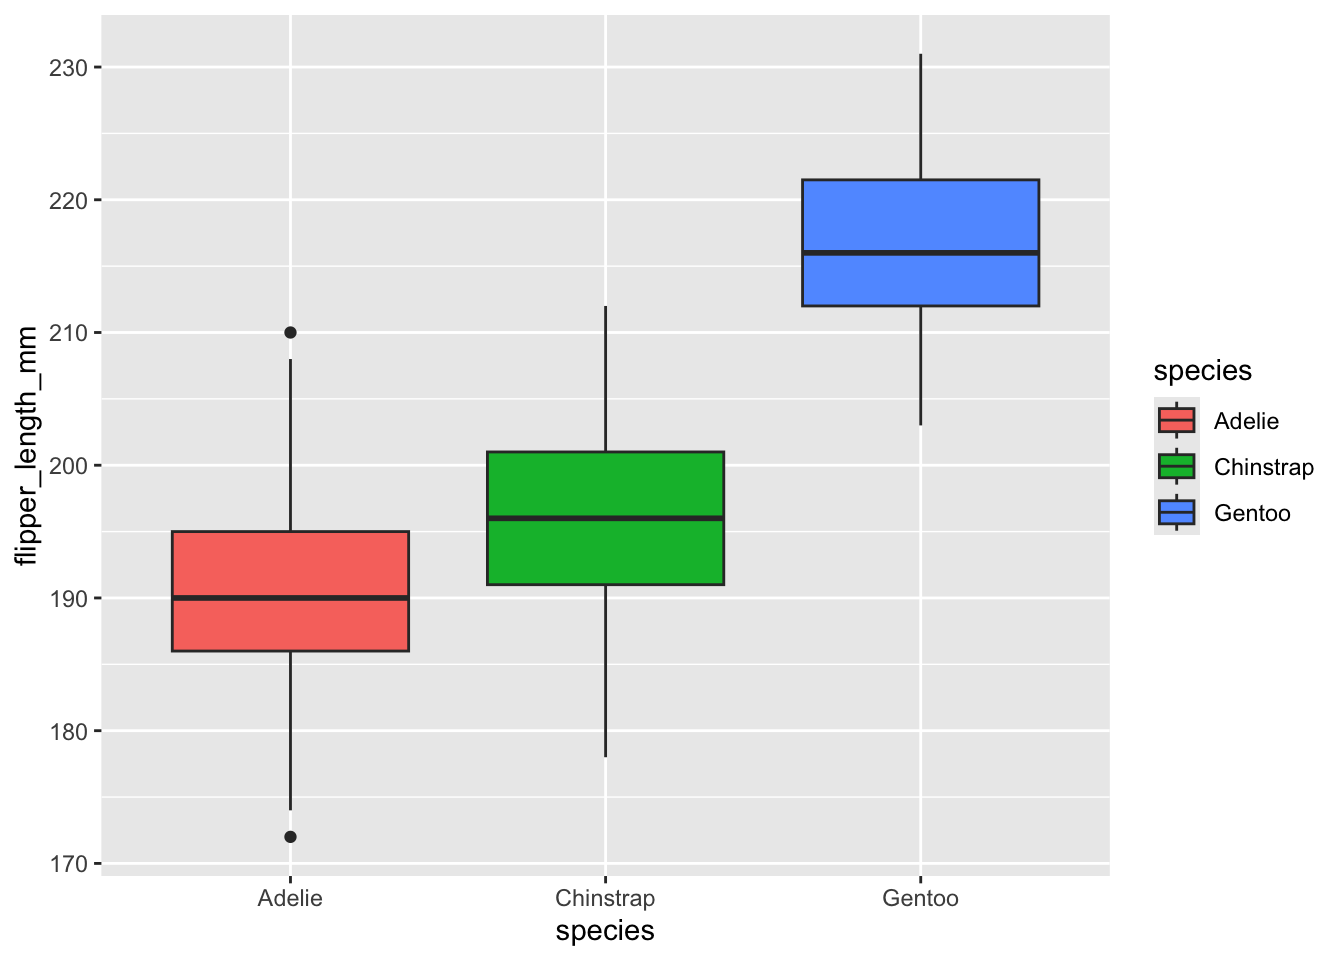 flipper_length_mm
230
220
210
200
190
180
170
Adelie
Chinstrap
Gentoo
species
species
Adelie
Chinstrap
Gentoo